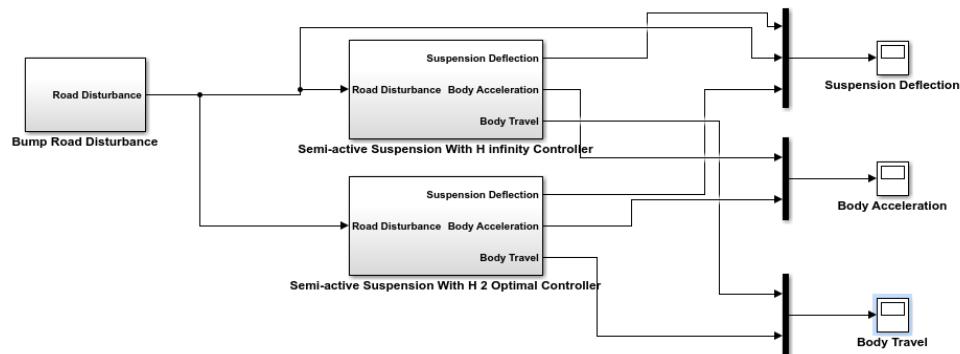 Road Disturbance
Bump Road Disturbance
Suspension Deflection
Road Disturbance Body Acceleration
Body Travel
Semi-active Suspension With H infinity Controller
Suspension Deflection
Road Disturbance Body Acceleration
Body Travel
Semi-active Suspension With H 2 Optimal Controller
Suspension Deflection
Body Acceleration
Body Travel